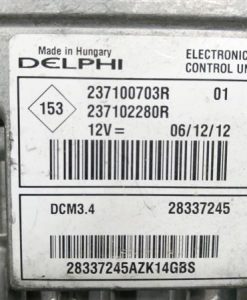 Made in Hungary
DELPHI
ELECTRONIC
CONTROL UN
153
237100703R 01
237102280R
12V= 06/12/12
DCM3.4 28337245
28337245AZK14GBS